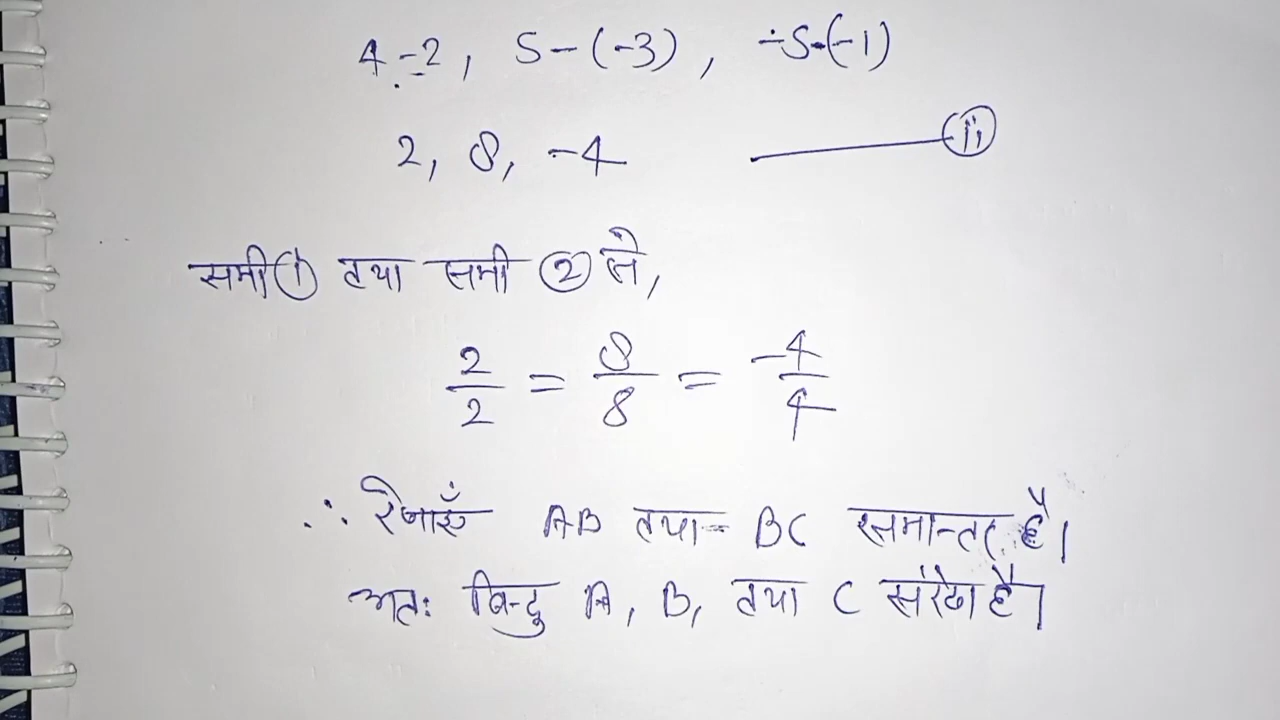 4-2, 5-(-3), -5-(-1)
2, 8, -4 ii
समी ① तथा समी ② से,
2/2 = 8/8 = -4/4
∴ रेखाएँ AB तथा BC समान्तर है।
अतः बिन्दु A, B, तथा C संरेख है।